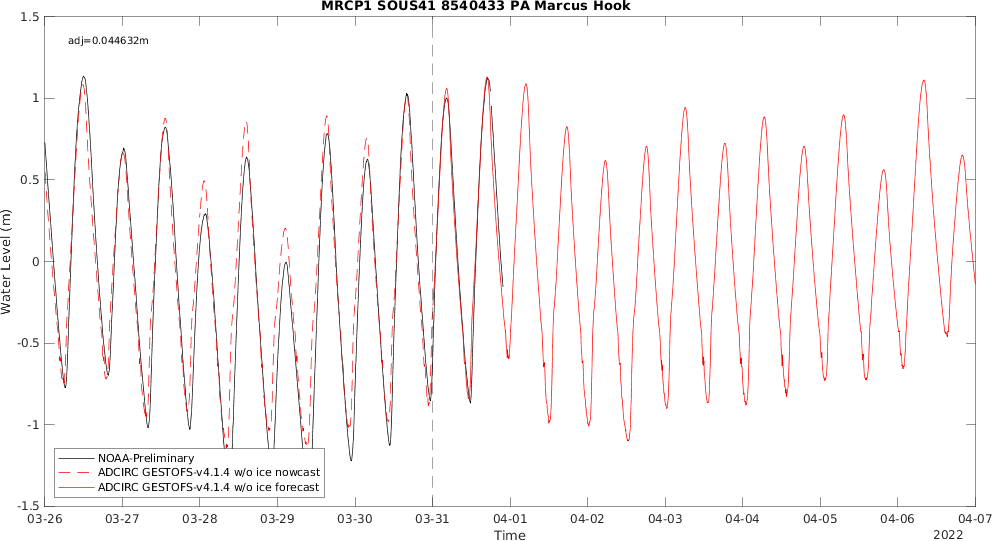 MRCP1 SOUS41 8540433 PA Marcus Hook
adj=0.044632m
Water Level (m)
1.5
1
0.5
0
-0.5
-1
-1.5
NOAA-Preliminary
ADCIRC GESTOFS-v4.1.4 w/o ice nowcast
ADCIRC GESTOFS-v4.1.4 w/o ice forecast
03-26 03-27 03-28 03-29 03-30 03-31 04-01 04-02 04-03 04-04 04-05 04-06 04-07
Time
2022